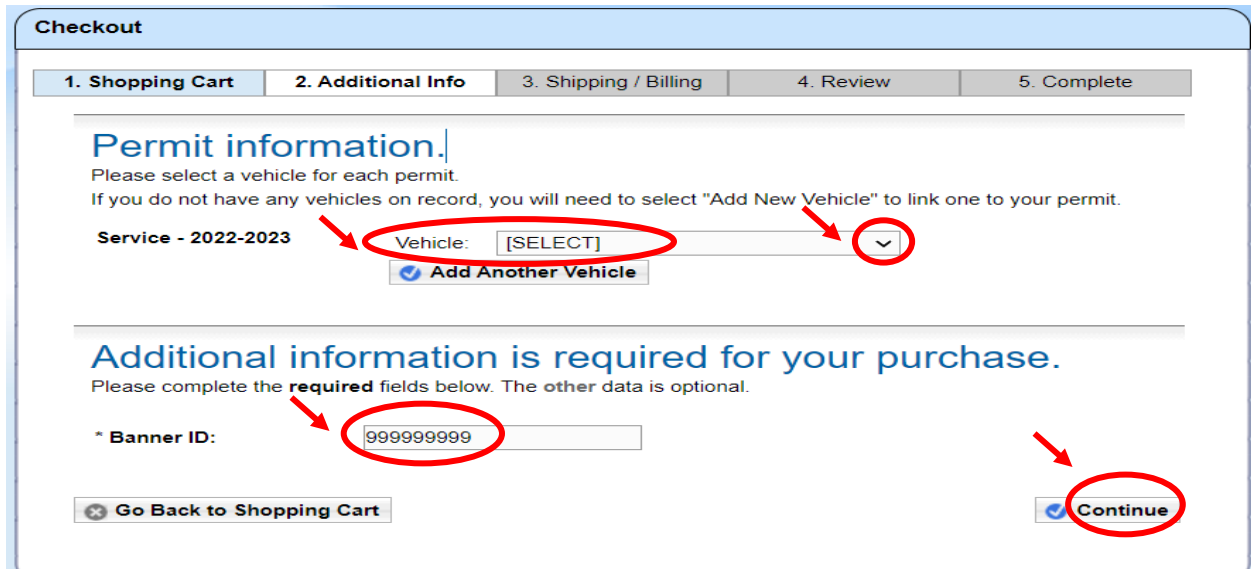 Checkout
1. Shopping Cart 2. Additional Info 3. Shipping / Billing 4. Review 5. Complete
Permit information.
Please select a vehicle for each permit.
If you do not have any vehicles on record, you will need to select "Add New Vehicle" to link one to your permit.
Service - 2022-2023 Vehicle: [SELECT]
Add Another Vehicle
Additional information is required for your purchase.
Please complete the required fields below. The other data is optional.
* Banner ID: 999999999
Go Back to Shopping Cart Continue